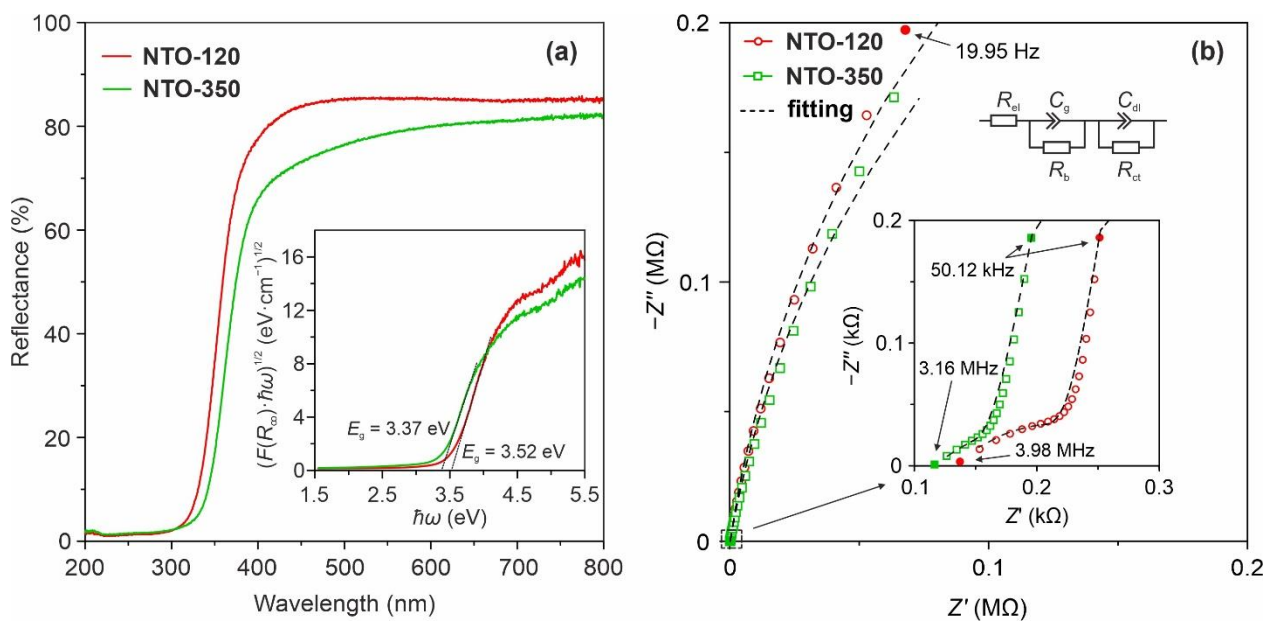 (a)
NTO-120
NTO-350
Reflectance (%)
100
80
60
40
20
0
200
300
400
500
600
700
800
Wavelength (nm)
(F(R∞)·ħω)^1/2 (eV·cm−1)^1/2
16
12
8
4
0
E_g = 3.37 eV
E_g = 3.52 eV
1.5
2.5
3.5
4.5
5.5
ħω (eV)
(b)
NTO-120
NTO-350
fitting
19.95 Hz
R_el
C_g
C_dl
R_b
R_ct
−Z″ (MΩ)
0.2
0.1
0
0
0.1
0.2
Z′ (MΩ)
−Z″ (kΩ)
0.2
0.1
0
50.12 kHz
3.16 MHz
3.98 MHz
0.1
0.2
0.3
Z′ (kΩ)